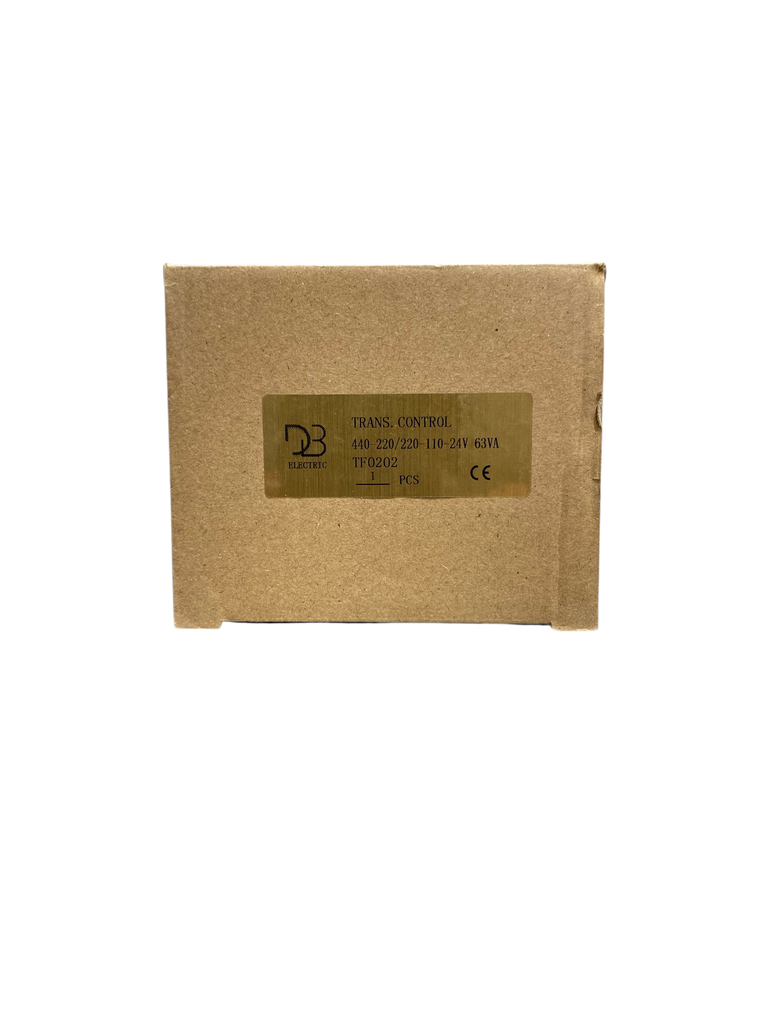 DB
ELECTRIC
TRANS. CONTROL
440-220/220-110-24V 63VA
TF0202
1 PCS
CE